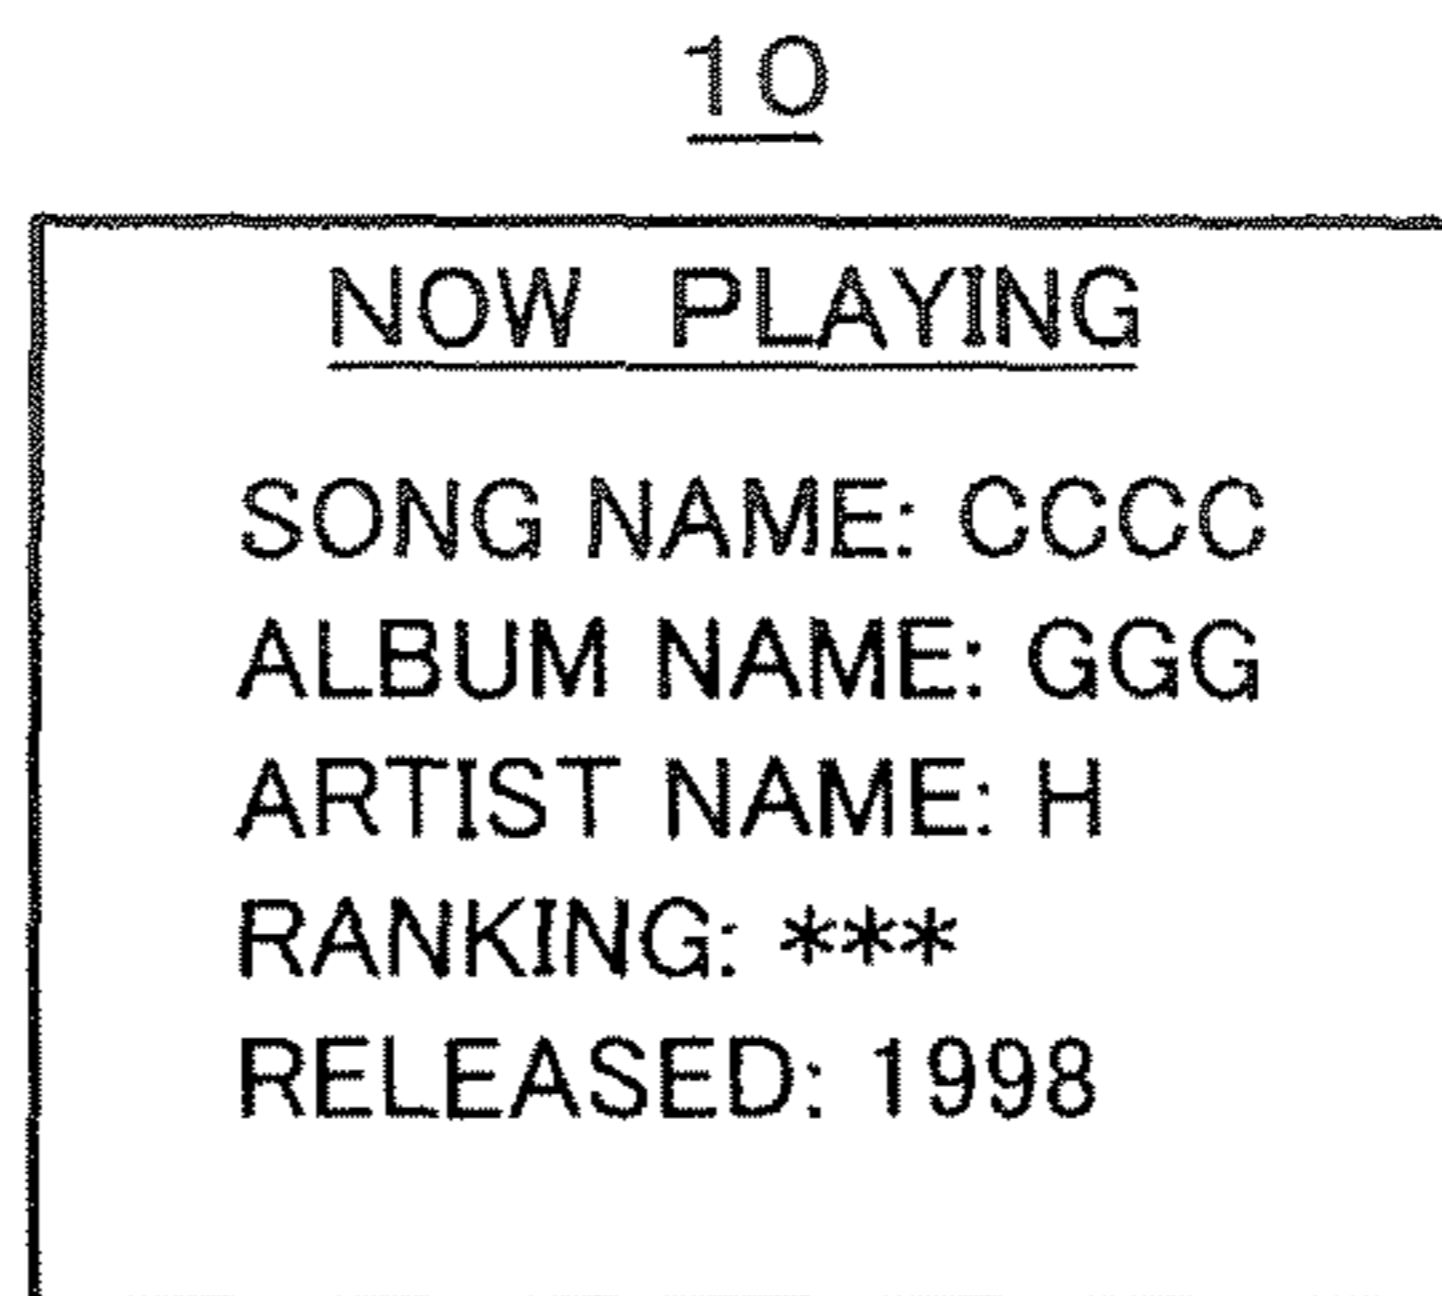 10
NOW PLAYING
SONG NAME: CCCC
ALBUM NAME: GGG
ARTIST NAME: H
RANKING: ***
RELEASED: 1998